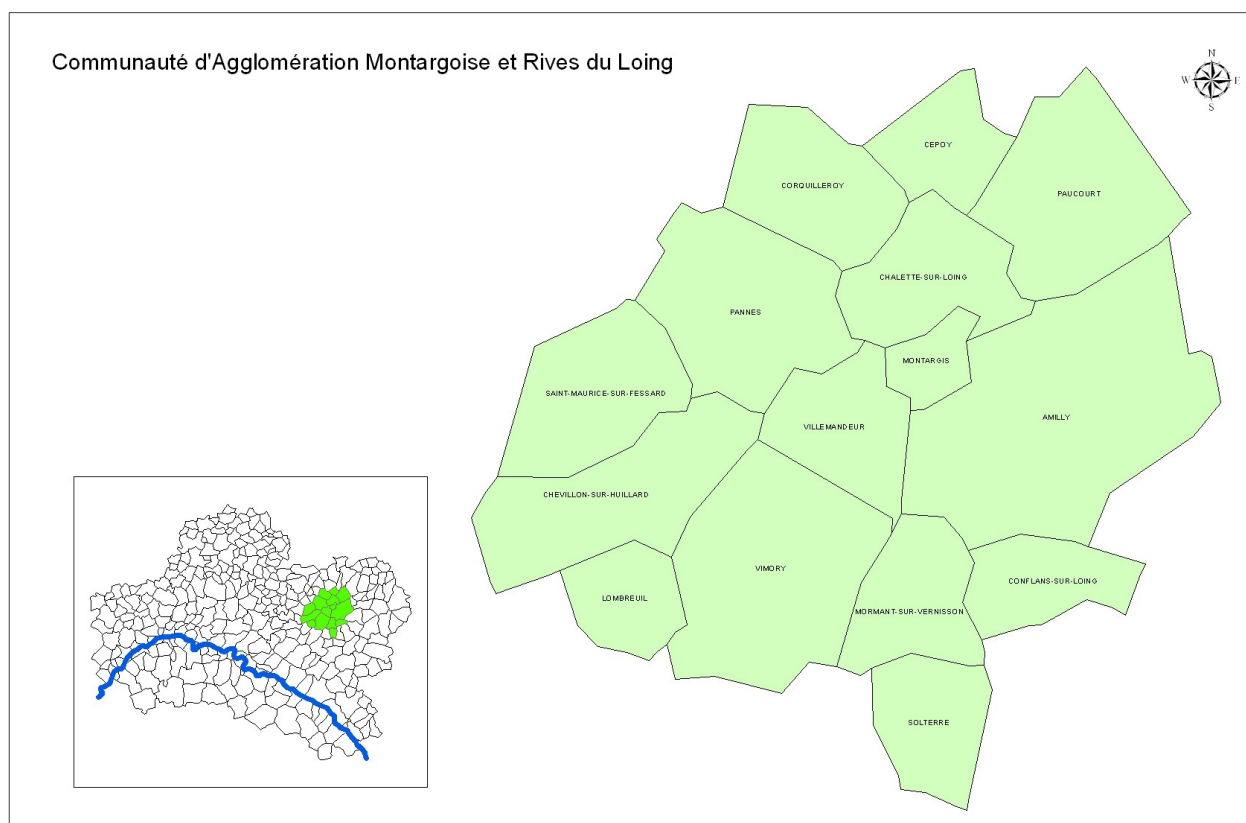 Communauté d'Agglomération Montargoise et Rives du Loing
N
W E
S
CEPOY
CORQUILLEROY
PAUCOURT
CHALETTE-SUR-LOING
PANNES
MONTARGIS
SAINT-MAURICE-SUR-FESSARD
AMILLY
VILLEMANDEUR
CHEVILLON-SUR-HUILLARD
VIMORY
CONFLANS-SUR-LOING
LOMBREUIL
MORMANT-SUR-VERNISSON
SOLTERRE